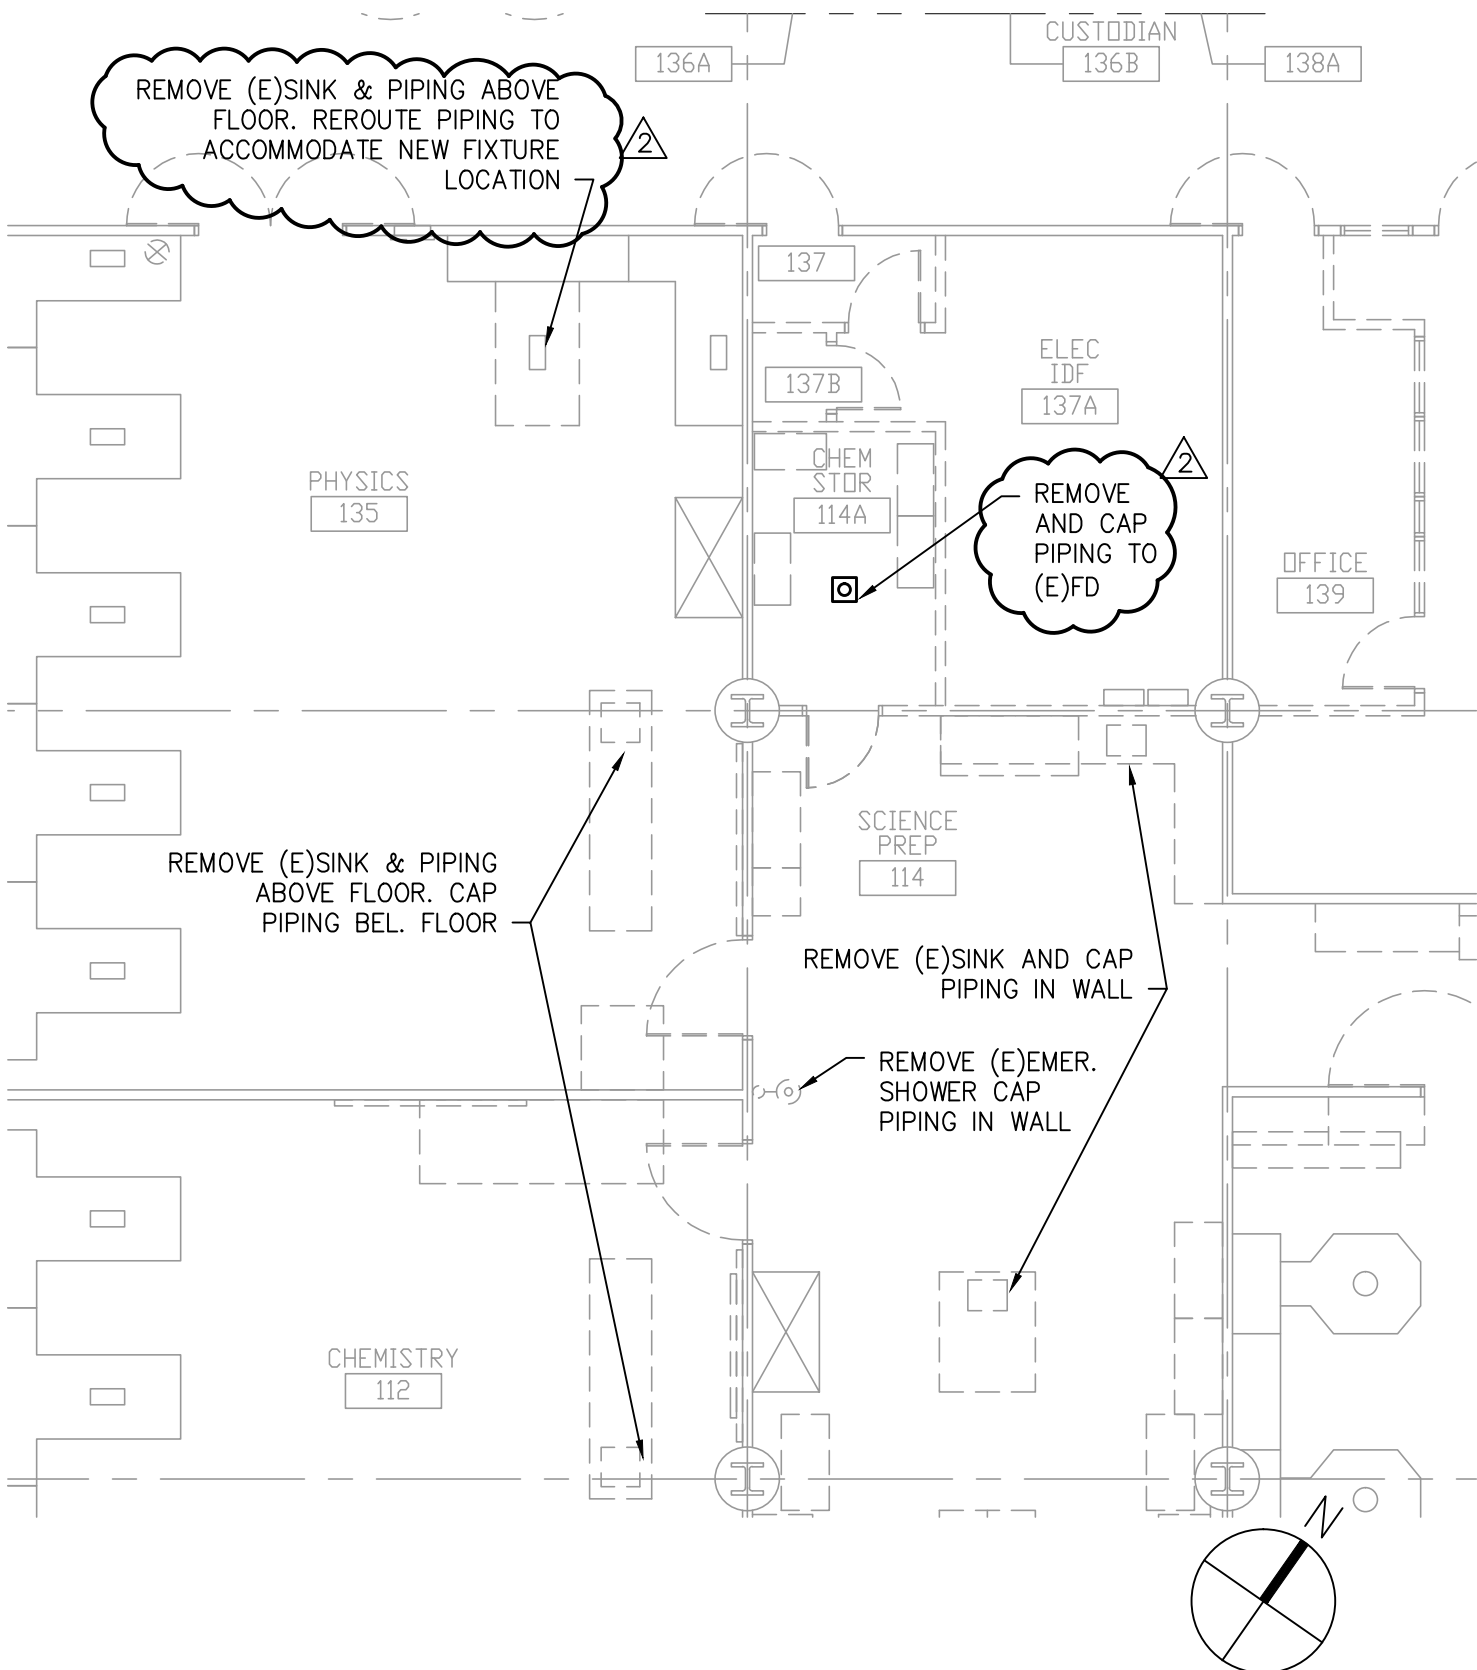 CUSTODIAN
136A
136B
138A
REMOVE (E)SINK & PIPING ABOVE
FLOOR. REROUTE PIPING TO
ACCOMMODATE NEW FIXTURE
LOCATION
2
137
137B
ELEC
IDF
137A
PHYSICS
135
CHEM
STOR
114A
2
REMOVE
AND CAP
PIPING TO
(E)FD
OFFICE
139
SCIENCE
PREP
114
REMOVE (E)SINK & PIPING
ABOVE FLOOR. CAP
PIPING BEL. FLOOR
REMOVE (E)SINK AND CAP
PIPING IN WALL
REMOVE (E)EMER.
SHOWER CAP
PIPING IN WALL
CHEMISTRY
112
N